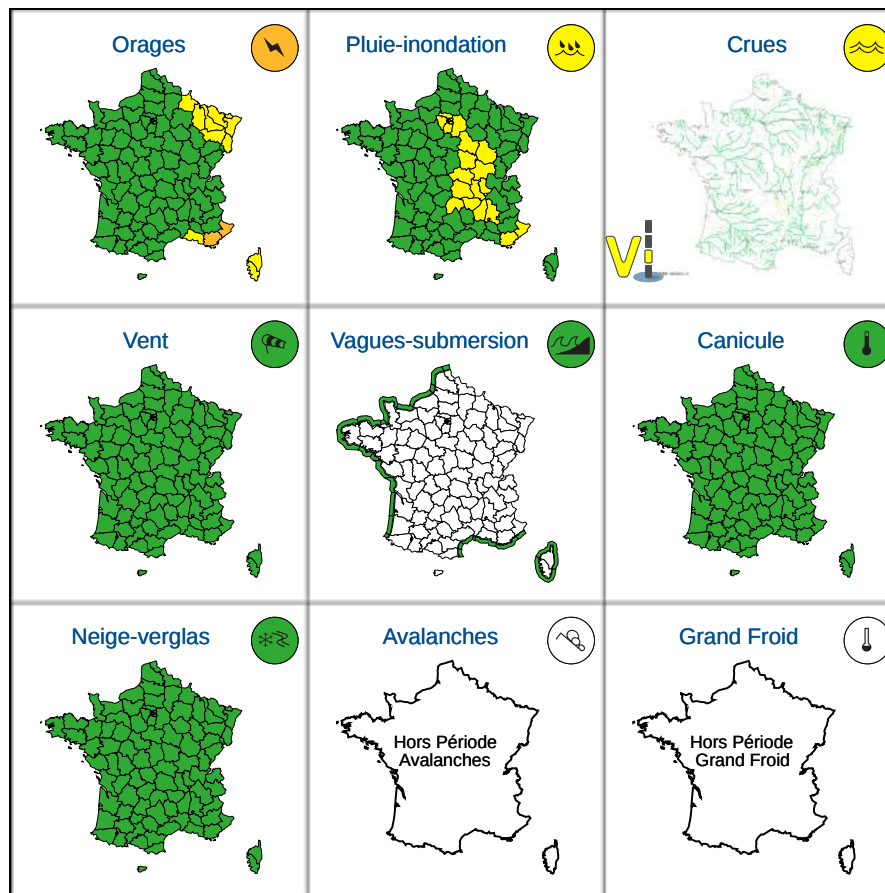 Orages
Pluie-inondation
Crues
Vent
Vagues-submersion
Canicule
Neige-verglas
Avalanches
Grand Froid
Hors Période
Avalanches
Hors Période
Grand Froid